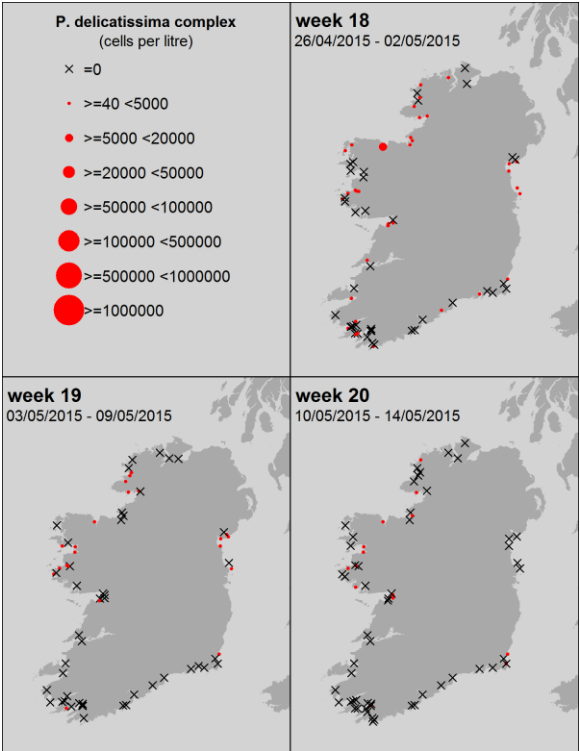 P. delicatissima complex
(cells per litre)
=0
>=40 <5000
>=5000 <20000
>=20000 <50000
>=50000 <100000
>=100000 <500000
>=500000 <1000000
>=1000000
week 18
26/04/2015 - 02/05/2015
week 19
03/05/2015 - 09/05/2015
week 20
10/05/2015 - 14/05/2015